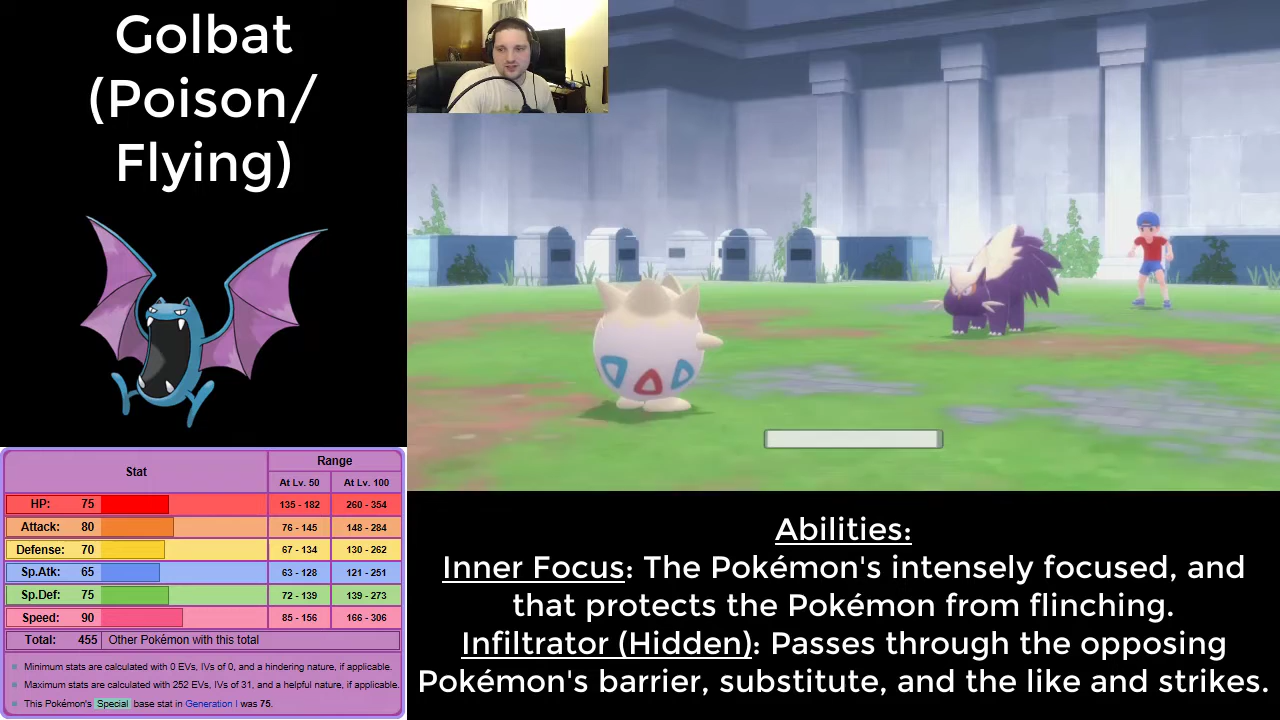 Golbat
(Poison/
Flying)
Stat
Range
At Lv. 50
At Lv. 100
HP: 75
135 - 182
260 - 354
Attack: 80
76 - 145
148 - 284
Defense: 70
67 - 134
130 - 262
Sp.Atk: 65
63 - 128
121 - 251
Sp.Def: 75
72 - 139
139 - 273
Speed: 90
85 - 156
166 - 306
Total: 455
Other Pokémon with this total
Minimum stats are calculated with 0 EVs, IVs of 0, and a hindering nature, if applicable.
Maximum stats are calculated with 252 EVs, IVs of 31, and a helpful nature, if applicable.
This Pokémon's Special base stat in Generation I was 75.
Abilities:
Inner Focus: The Pokémon's intensely focused, and
that protects the Pokémon from flinching.
Infiltrator (Hidden): Passes through the opposing
Pokémon's barrier, substitute, and the like and strikes.